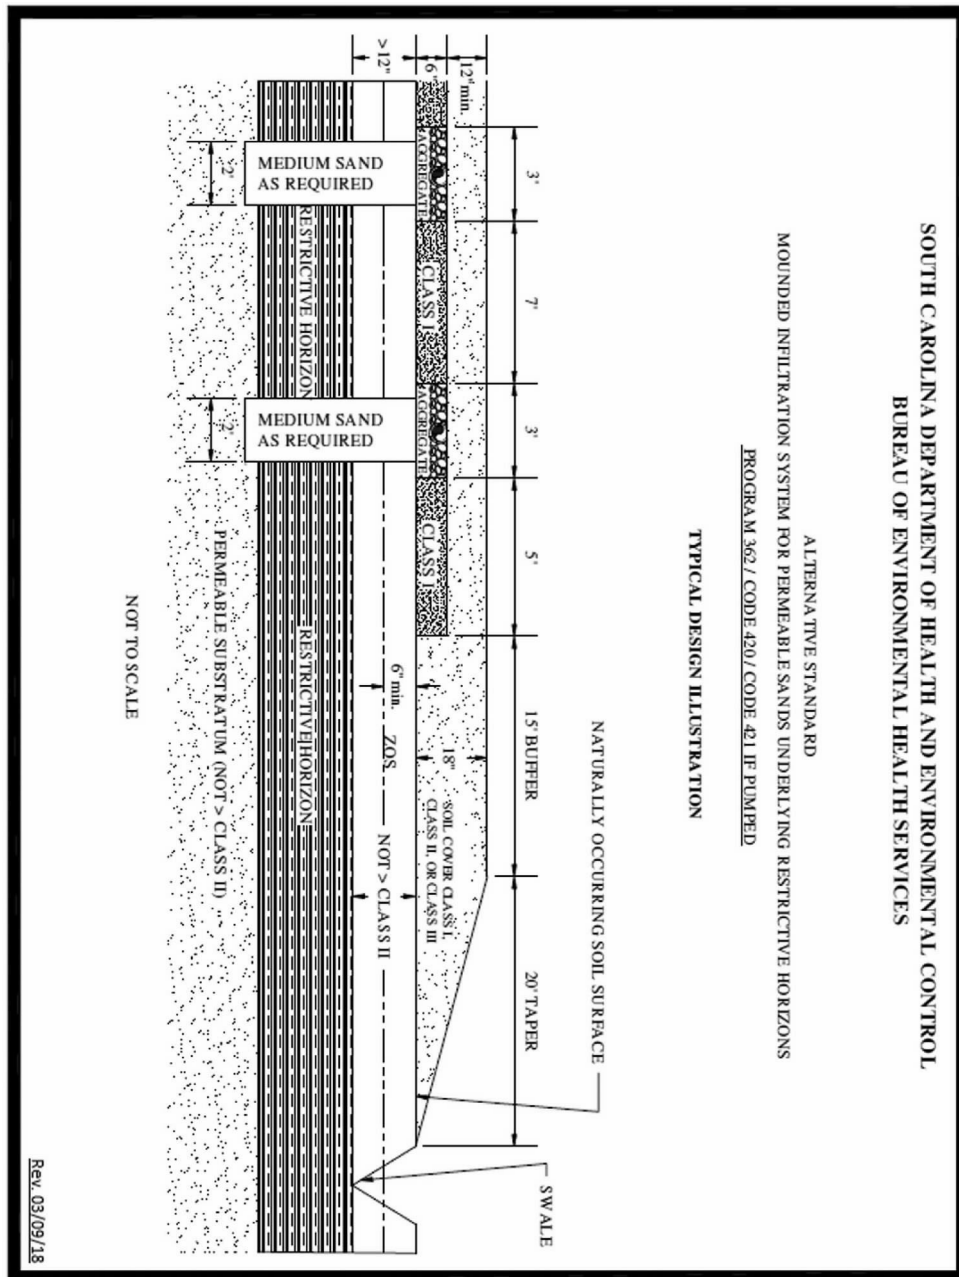 SOUTH CAROLINA DEPARTMENT OF HEALTH AND ENVIRONMENTAL CONTROL
BUREAU OF ENVIRONMENTAL HEALTH SERVICES
ALTERNATIVE STANDARD
MOUNDED INFILTRATION SYSTEM FOR PERMEABLE SANDS UNDERLYING RESTRICTIVE HORIZONS
PROGRAM 362 / CODE 420 / CODE 421 IF PUMPED
TYPICAL DESIGN ILLUSTRATION
NATURALLY OCCURRING SOIL SURFACE
SWALE
3'
7'
3'
5'
15' BUFFER
20' TAPER
12" min.
6"
>12"
AGGREGATE
CLASS I
AGGREGATE
CLASS I
18"
SOIL COVER CLASS I,
CLASS II, OR CLASS III
6" min.
ZOS
NOT > CLASS II
MEDIUM SAND
AS REQUIRED
MEDIUM SAND
AS REQUIRED
RESTRICTIVE HORIZON
RESTRICTIVE HORIZON
2'
2'
PERMEABLE SUBSTRATUM (NOT > CLASS II)
NOT TO SCALE
Rev. 03/09/18